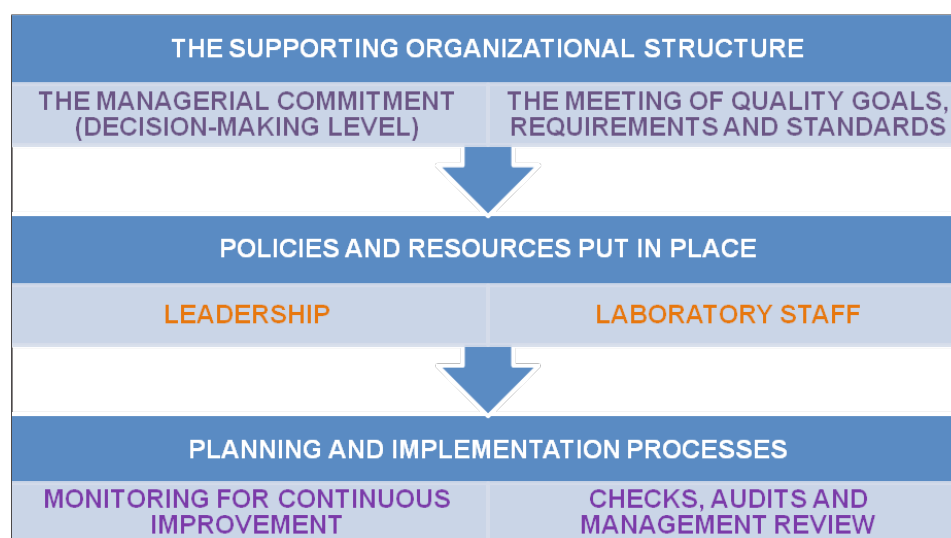 THE SUPPORTING ORGANIZATIONAL STRUCTURE
THE MANAGERIAL COMMITMENT
(DECISION-MAKING LEVEL)
THE MEETING OF QUALITY GOALS,
REQUIREMENTS AND STANDARDS
POLICIES AND RESOURCES PUT IN PLACE
LEADERSHIP
LABORATORY STAFF
PLANNING AND IMPLEMENTATION PROCESSES
MONITORING FOR CONTINUOUS
IMPROVEMENT
CHECKS, AUDITS AND
MANAGEMENT REVIEW